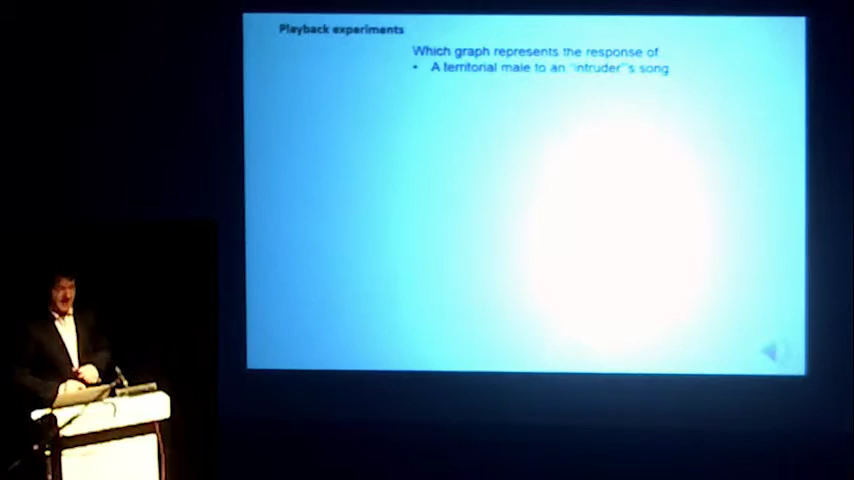 Playback experiments
Which graph represents the response of
• A territorial male to an "intruder"'s song